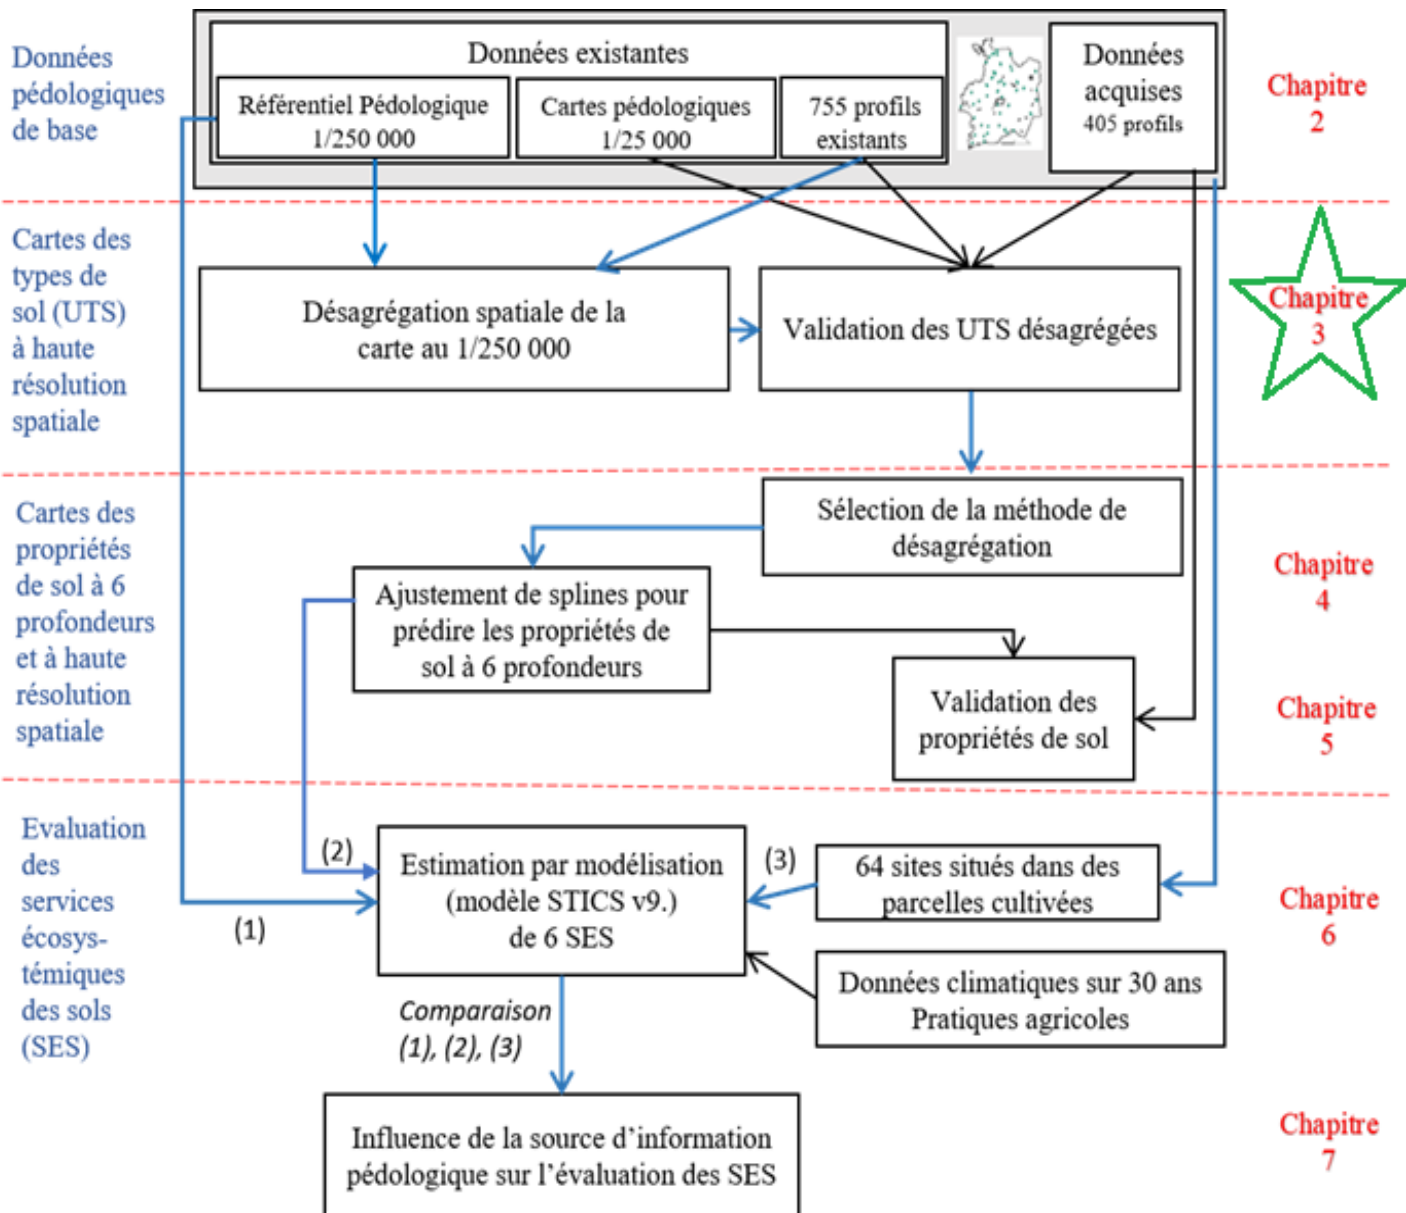 Données
pédologiques
de base
Données existantes
Référentiel Pédologique
1/250 000
Cartes pédologiques
1/25 000
755 profils
existants
Données
acquises
405 profils
Chapitre
2
Cartes des
types de
sol (UTS)
à haute
résolution
spatiale
Désagrégation spatiale de la
carte au 1/250 000
Validation des UTS désagrégées
Chapitre
3
Cartes des
propriétés
de sol à 6
profondeurs
et à haute
résolution
spatiale
Sélection de la méthode de
désagrégation
Ajustement de splines pour
prédire les propriétés de
sol à 6 profondeurs
Chapitre
4
Validation des
propriétés de sol
Chapitre
5
Evaluation
des
services
écosys-
témiques
des sols
(SES)
(1)
(2)
Estimation par modélisation
(modèle STICS v9.)
de 6 SES
(3)
64 sites situés dans des
parcelles cultivées
Données climatiques sur 30 ans
Pratiques agricoles
Chapitre
6
Comparaison
(1), (2), (3)
Influence de la source d’information
pédologique sur l’évaluation des SES
Chapitre
7